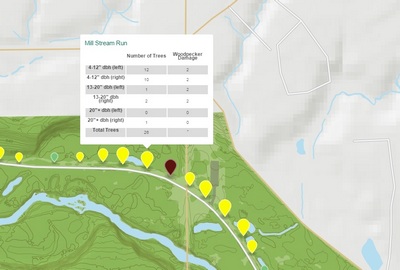 Mill Stream Run
Number of Trees Woodpecker Damage
4-12" dbh (left) 12 2
4-12" dbh (right) 10 2
13-20" dbh (left) 1 2
13-20" dbh (right) 2 2
20"+ dbh (left) 0 0
20"+ dbh (right) 1 0
Total Trees 26 -